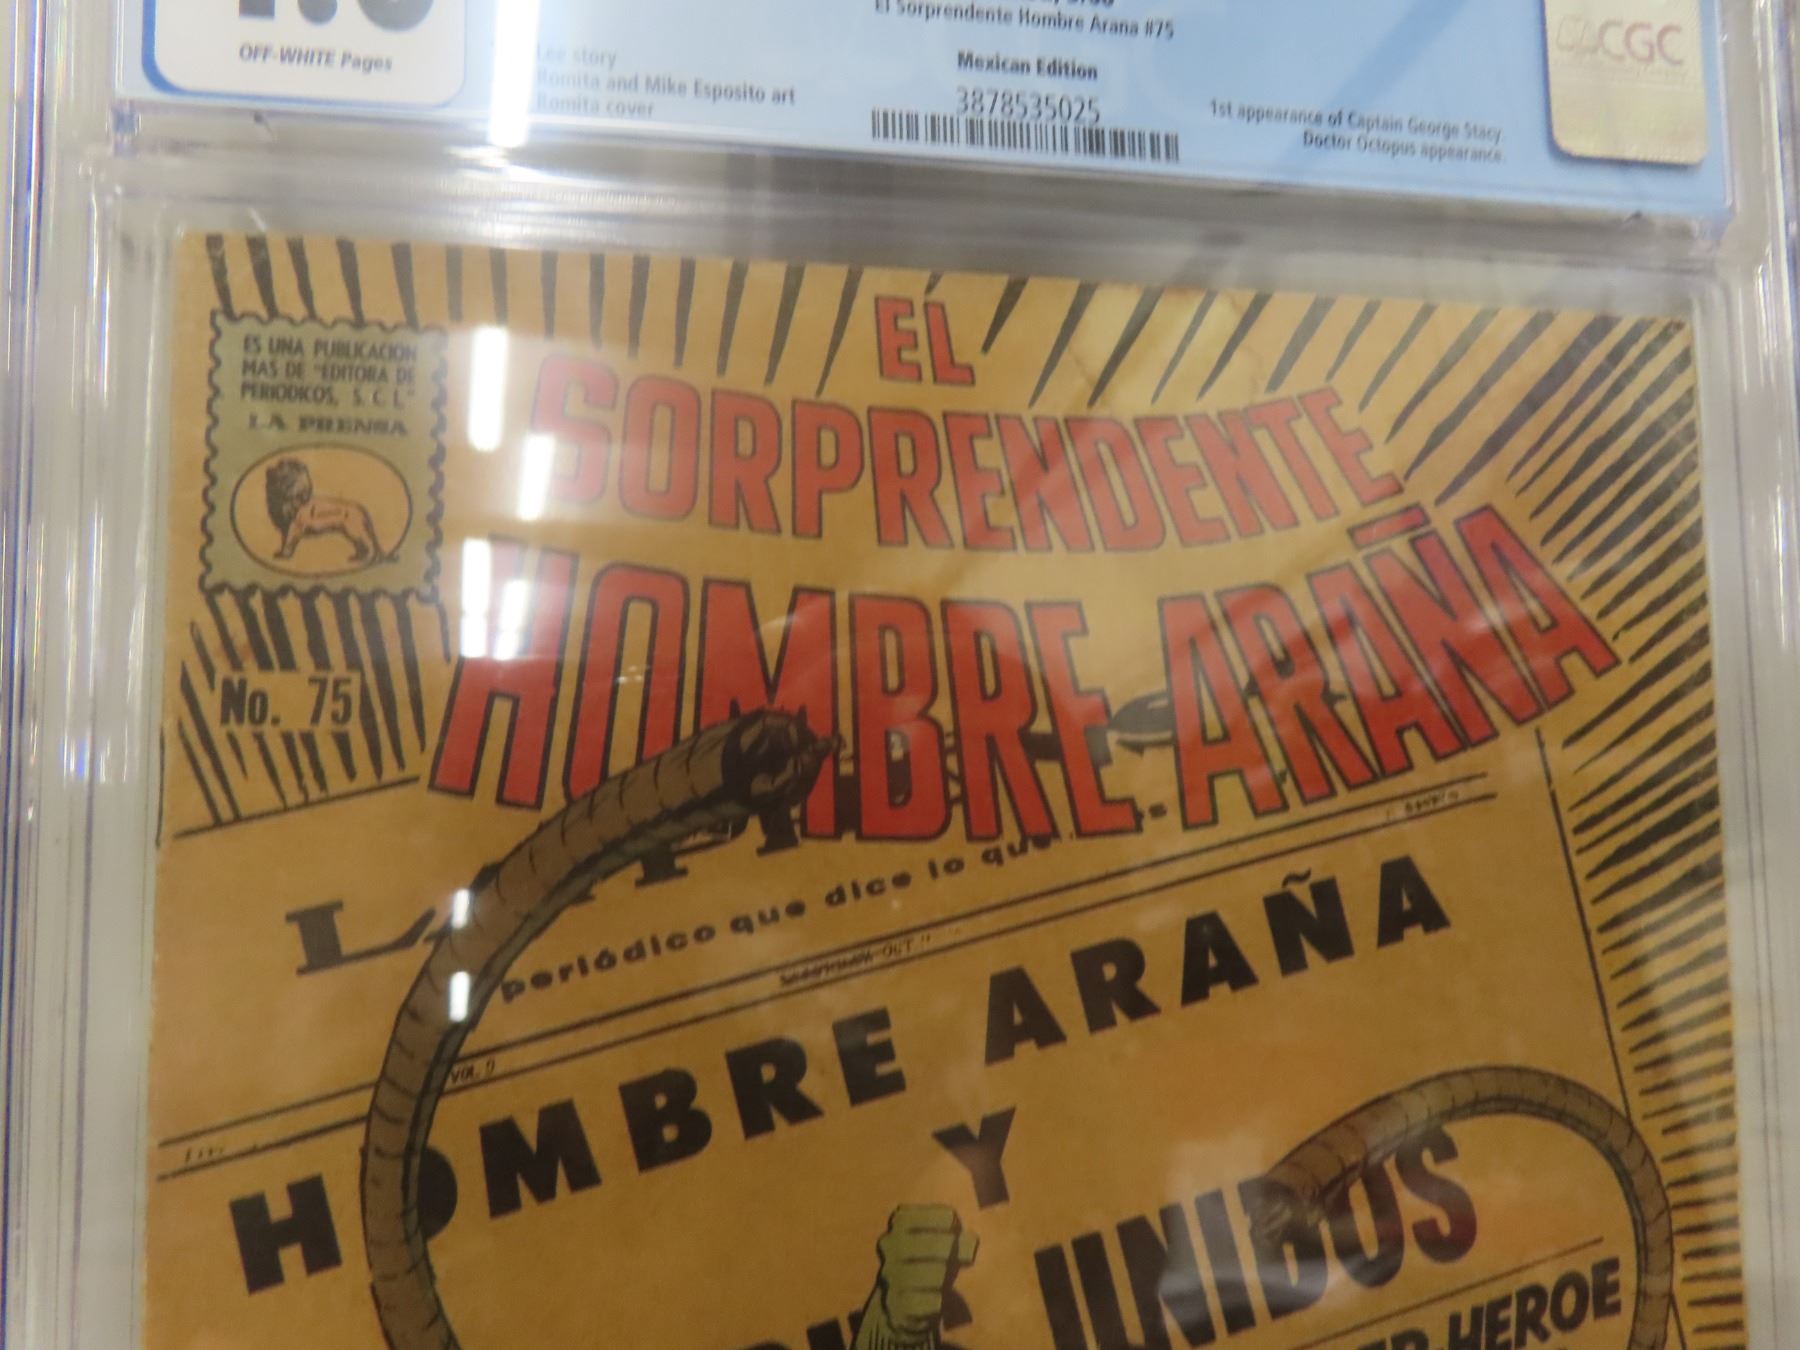 OFF-WHITE Pages
El Sorprendente Hombre Arana #75
Lee story
Romita and Mike Esposito art
Romita cover
Mexican Edition
3878535025
1st appearance of Captain George Stacy.
Doctor Octopus appearance.
CGC
ES UNA PUBLICACION
MAS DE "EDITORA DE
PERIODICOS, S. C. L."
LA PRENSA
No. 75
EL
SORPRENDENTE
HOMBRE ARAÑA
periódico que dice lo que
VOL. 9
HOMBRE ARAÑA
Y
UNIDOS
HEROE